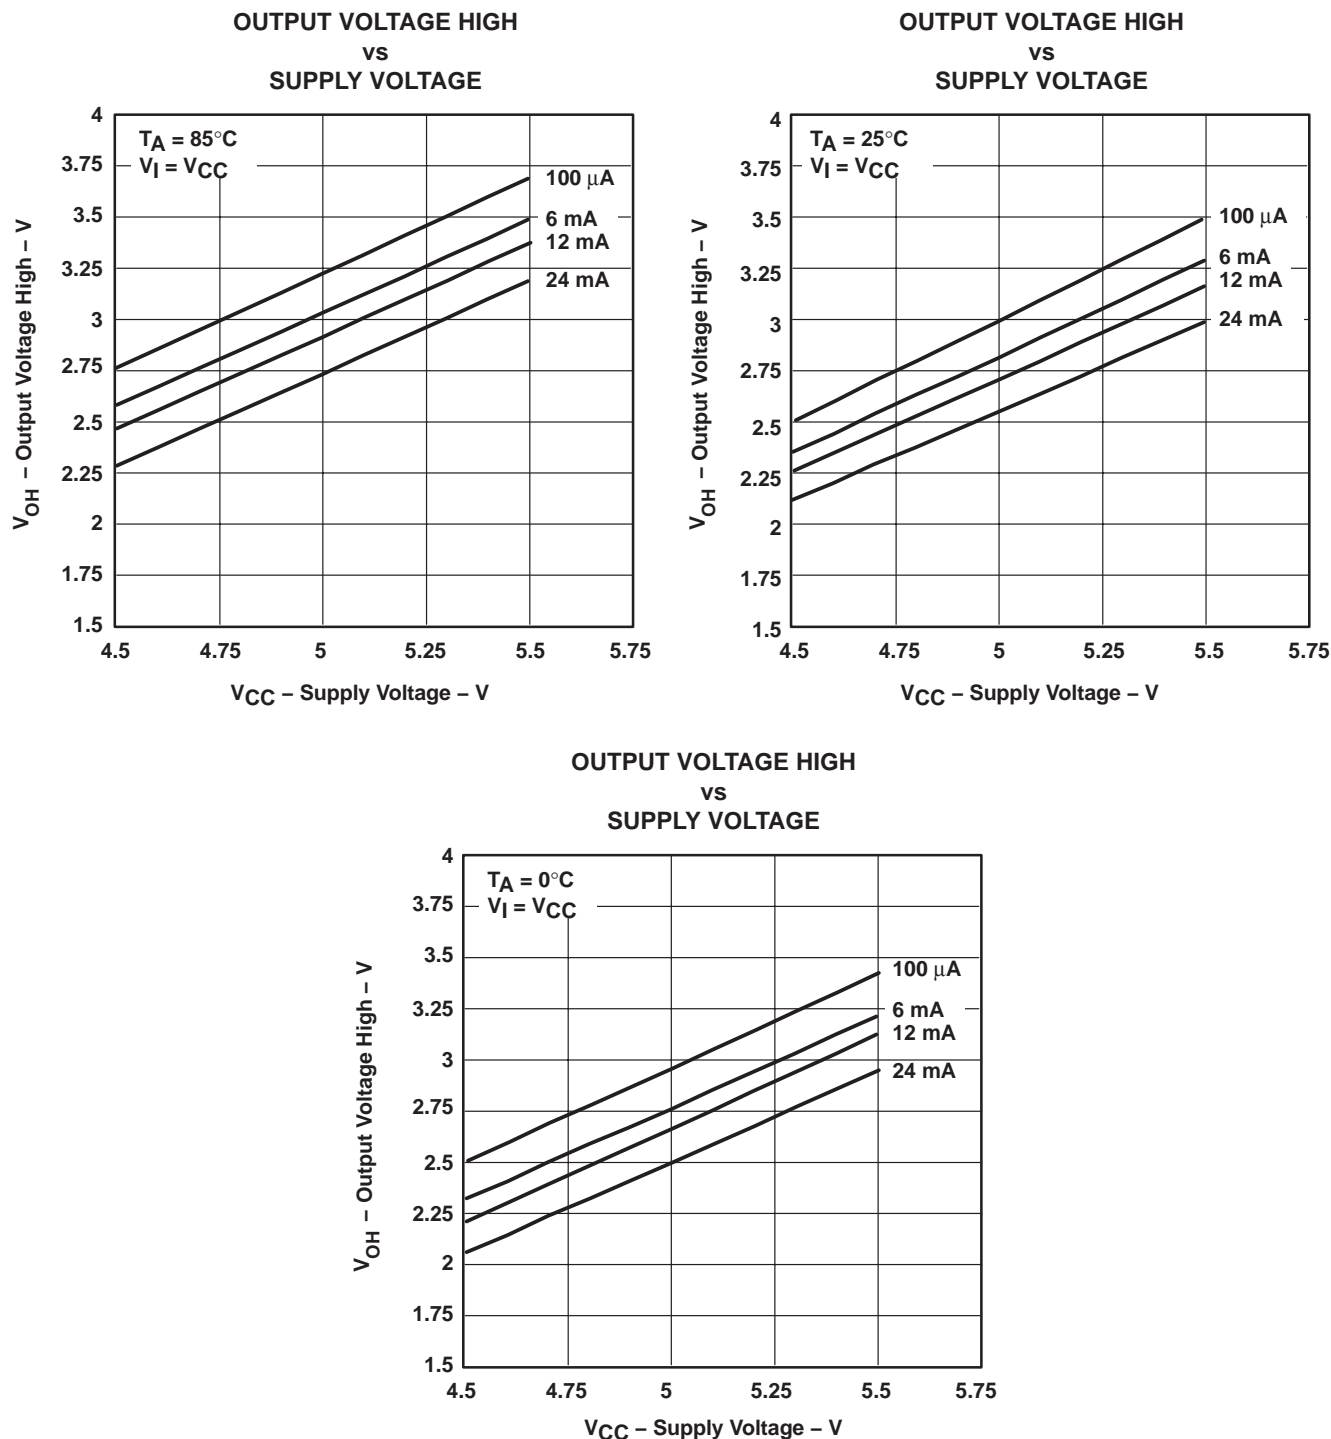 OUTPUT VOLTAGE HIGH
vs
SUPPLY VOLTAGE
V_OH – Output Voltage High – V
4
3.75
3.5
3.25
3
2.75
2.5
2.25
2
1.75
1.5
T_A = 85°C
V_I = V_CC
100 µA
6 mA
12 mA
24 mA
4.5 4.75 5 5.25 5.5 5.75
V_CC – Supply Voltage – V
OUTPUT VOLTAGE HIGH
vs
SUPPLY VOLTAGE
V_OH – Output Voltage High – V
4
3.75
3.5
3.25
3
2.75
2.5
2.25
2
1.75
1.5
T_A = 25°C
V_I = V_CC
100 µA
6 mA
12 mA
24 mA
4.5 4.75 5 5.25 5.5 5.75
V_CC – Supply Voltage – V
OUTPUT VOLTAGE HIGH
vs
SUPPLY VOLTAGE
V_OH – Output Voltage High – V
4
3.75
3.5
3.25
3
2.75
2.5
2.25
2
1.75
1.5
T_A = 0°C
V_I = V_CC
100 µA
6 mA
12 mA
24 mA
4.5 4.75 5 5.25 5.5 5.75
V_CC – Supply Voltage – V